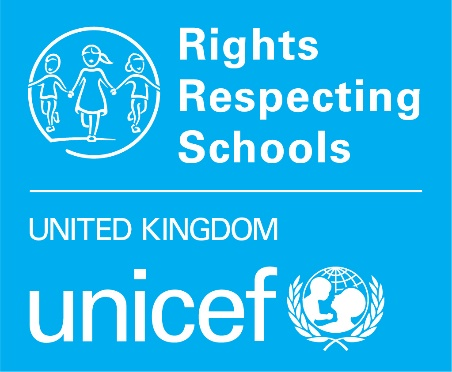 Rights
Respecting
Schools
UNITED KINGDOM
unicef